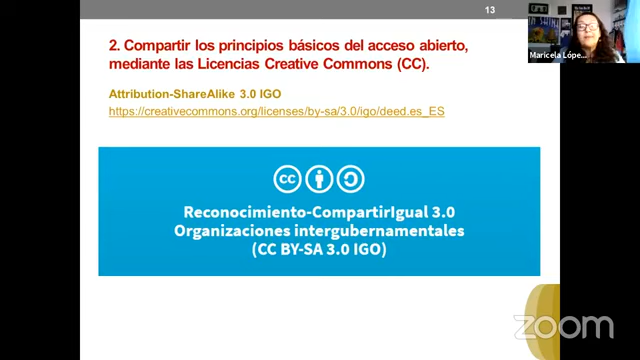 13
2. Compartir los principios básicos del acceso abierto,
mediante las Licencias Creative Commons (CC).
Attribution-ShareAlike 3.0 IGO
https://creativecommons.org/licenses/by-sa/3.0/igo/deed.es_ES
cc
Reconocimiento-CompartirIgual 3.0
Organizaciones intergubernamentales
(CC BY-SA 3.0 IGO)
Maricela Lópe...
zoom